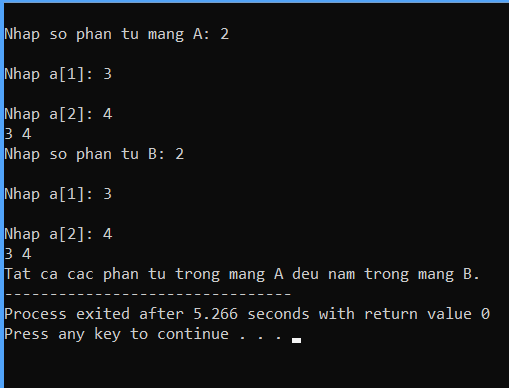 Nhap so phan tu mang A: 2
Nhap a[1]: 3
Nhap a[2]: 4
3 4
Nhap so phan tu B: 2
Nhap a[1]: 3
Nhap a[2]: 4
3 4
Tat ca cac phan tu trong mang A deu nam trong mang B.
--------------------------------
Process exited after 5.266 seconds with return value 0
Press any key to continue . . .